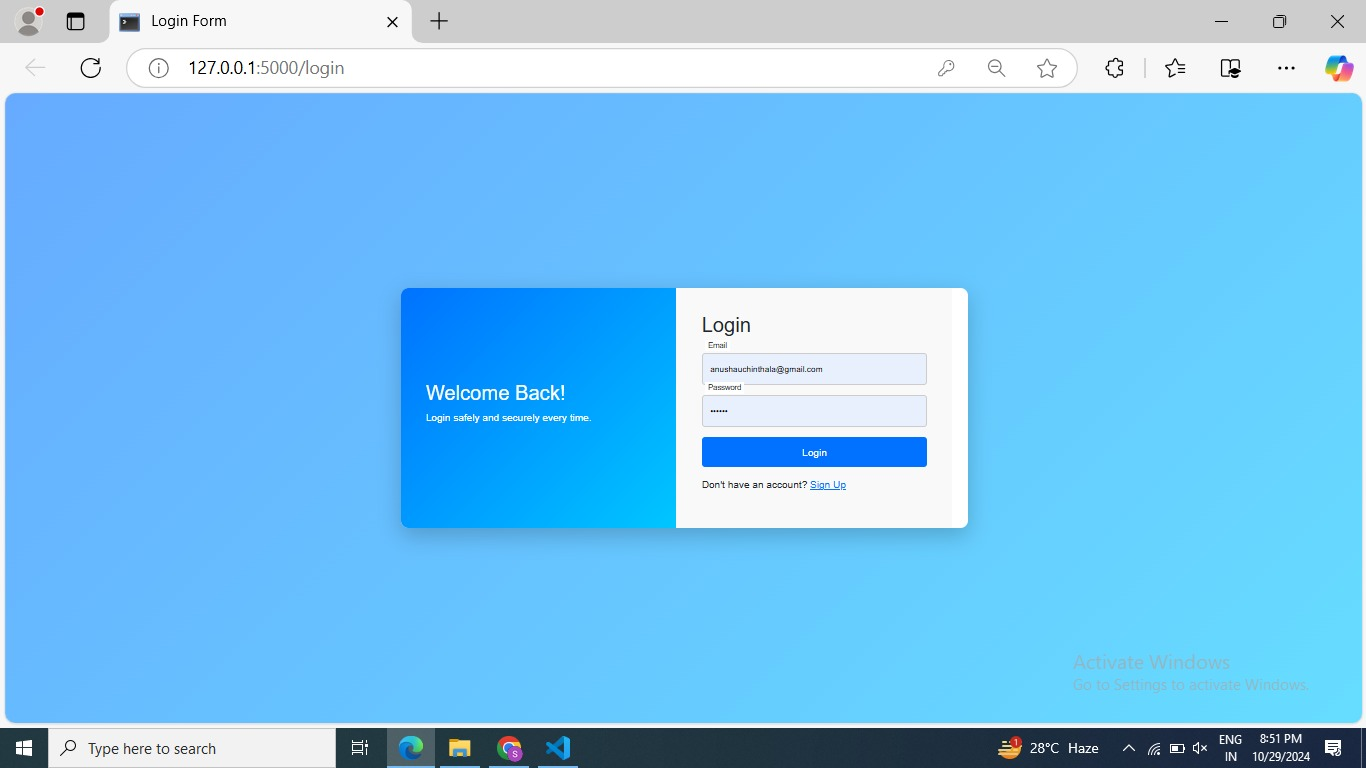 Login Form
127.0.0.1:5000/login
Login
Email
anushauchinthala@gmail.com
Password
••••••
Welcome Back!
Login safely and securely every time.
Login
Don't have an account? Sign Up
Activate Windows
Go to Settings to activate Windows.
Type here to search
S
1
28°C Haze
ENG
IN
8:51 PM
10/29/2024